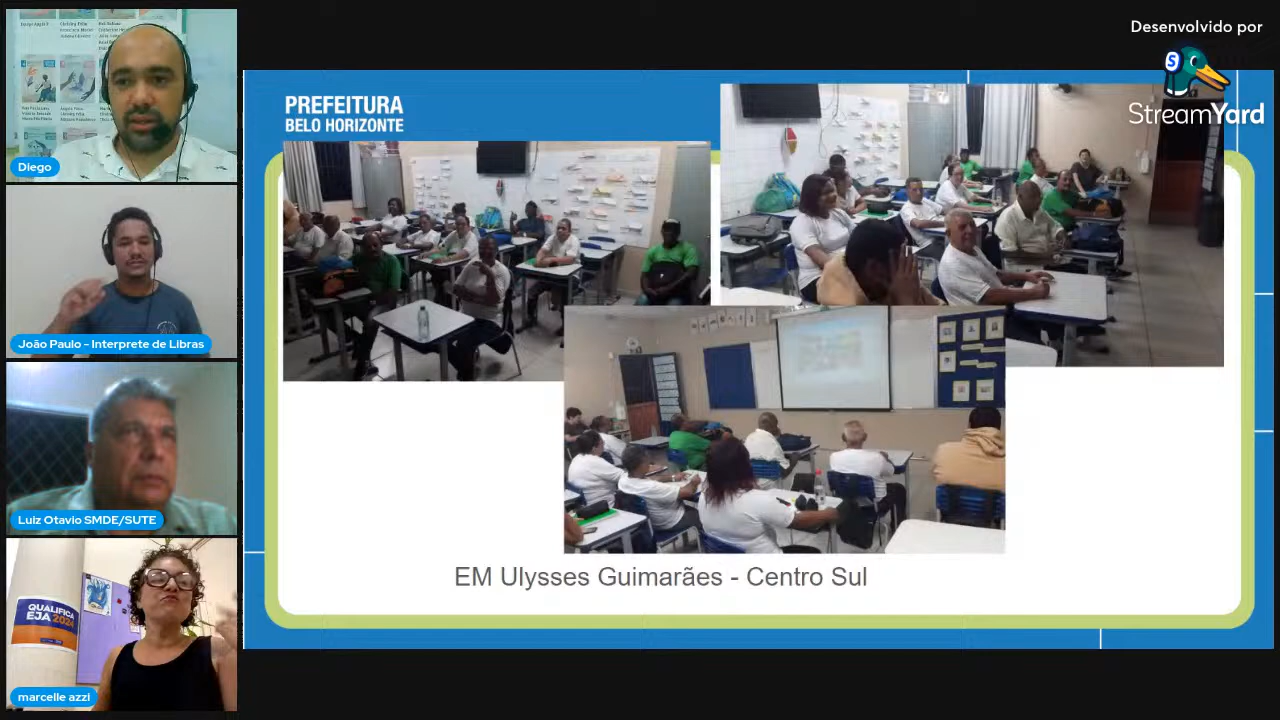 Desenvolvido por
StreamYard
PREFEITURA
BELO HORIZONTE
EM Ulysses Guimarães - Centro Sul
Diego
João Paulo - Interprete de Libras
Luiz Otavio SMDE/SUTE
QUALIFICA
EJA 2024
marcelle azzi